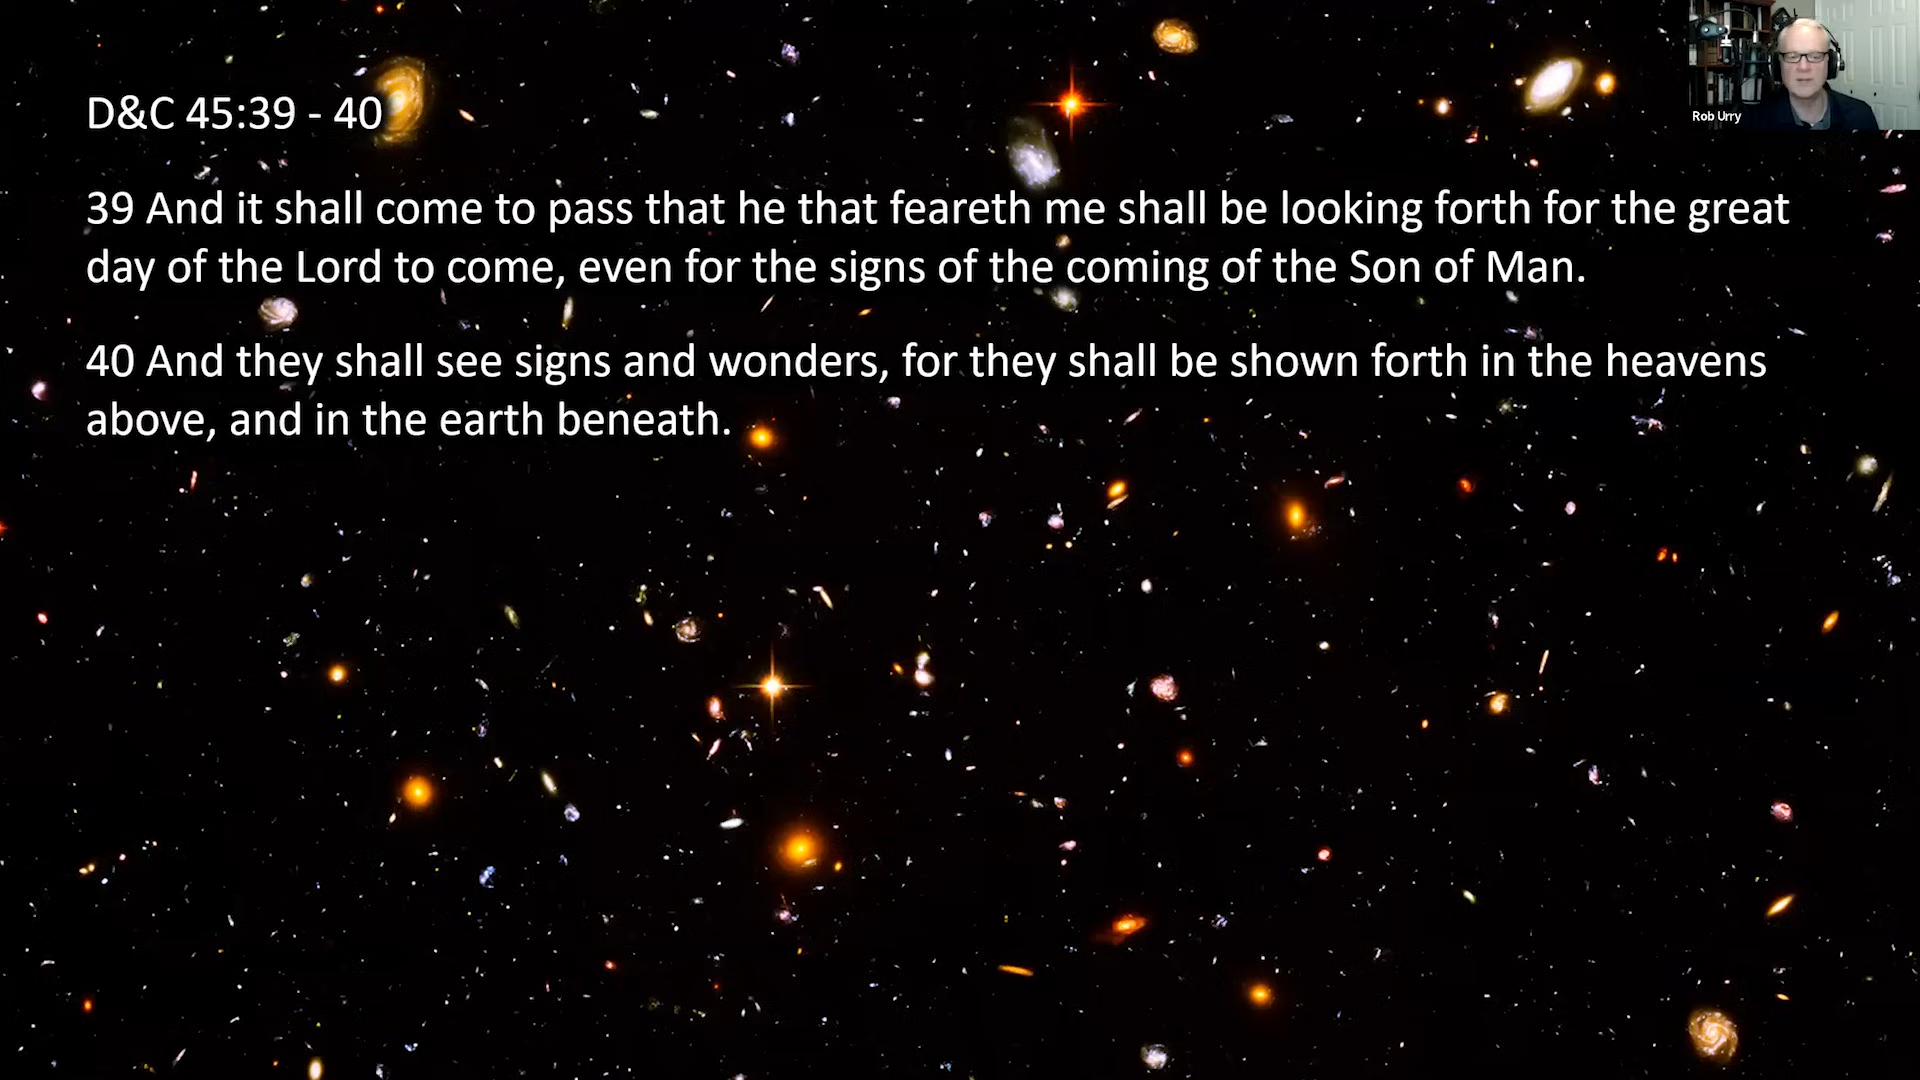 D&C 45:39 - 40
Rob Urry
39 And it shall come to pass that he that feareth me shall be looking forth for the great
day of the Lord to come, even for the signs of the coming of the Son of Man.
40 And they shall see signs and wonders, for they shall be shown forth in the heavens
above, and in the earth beneath.